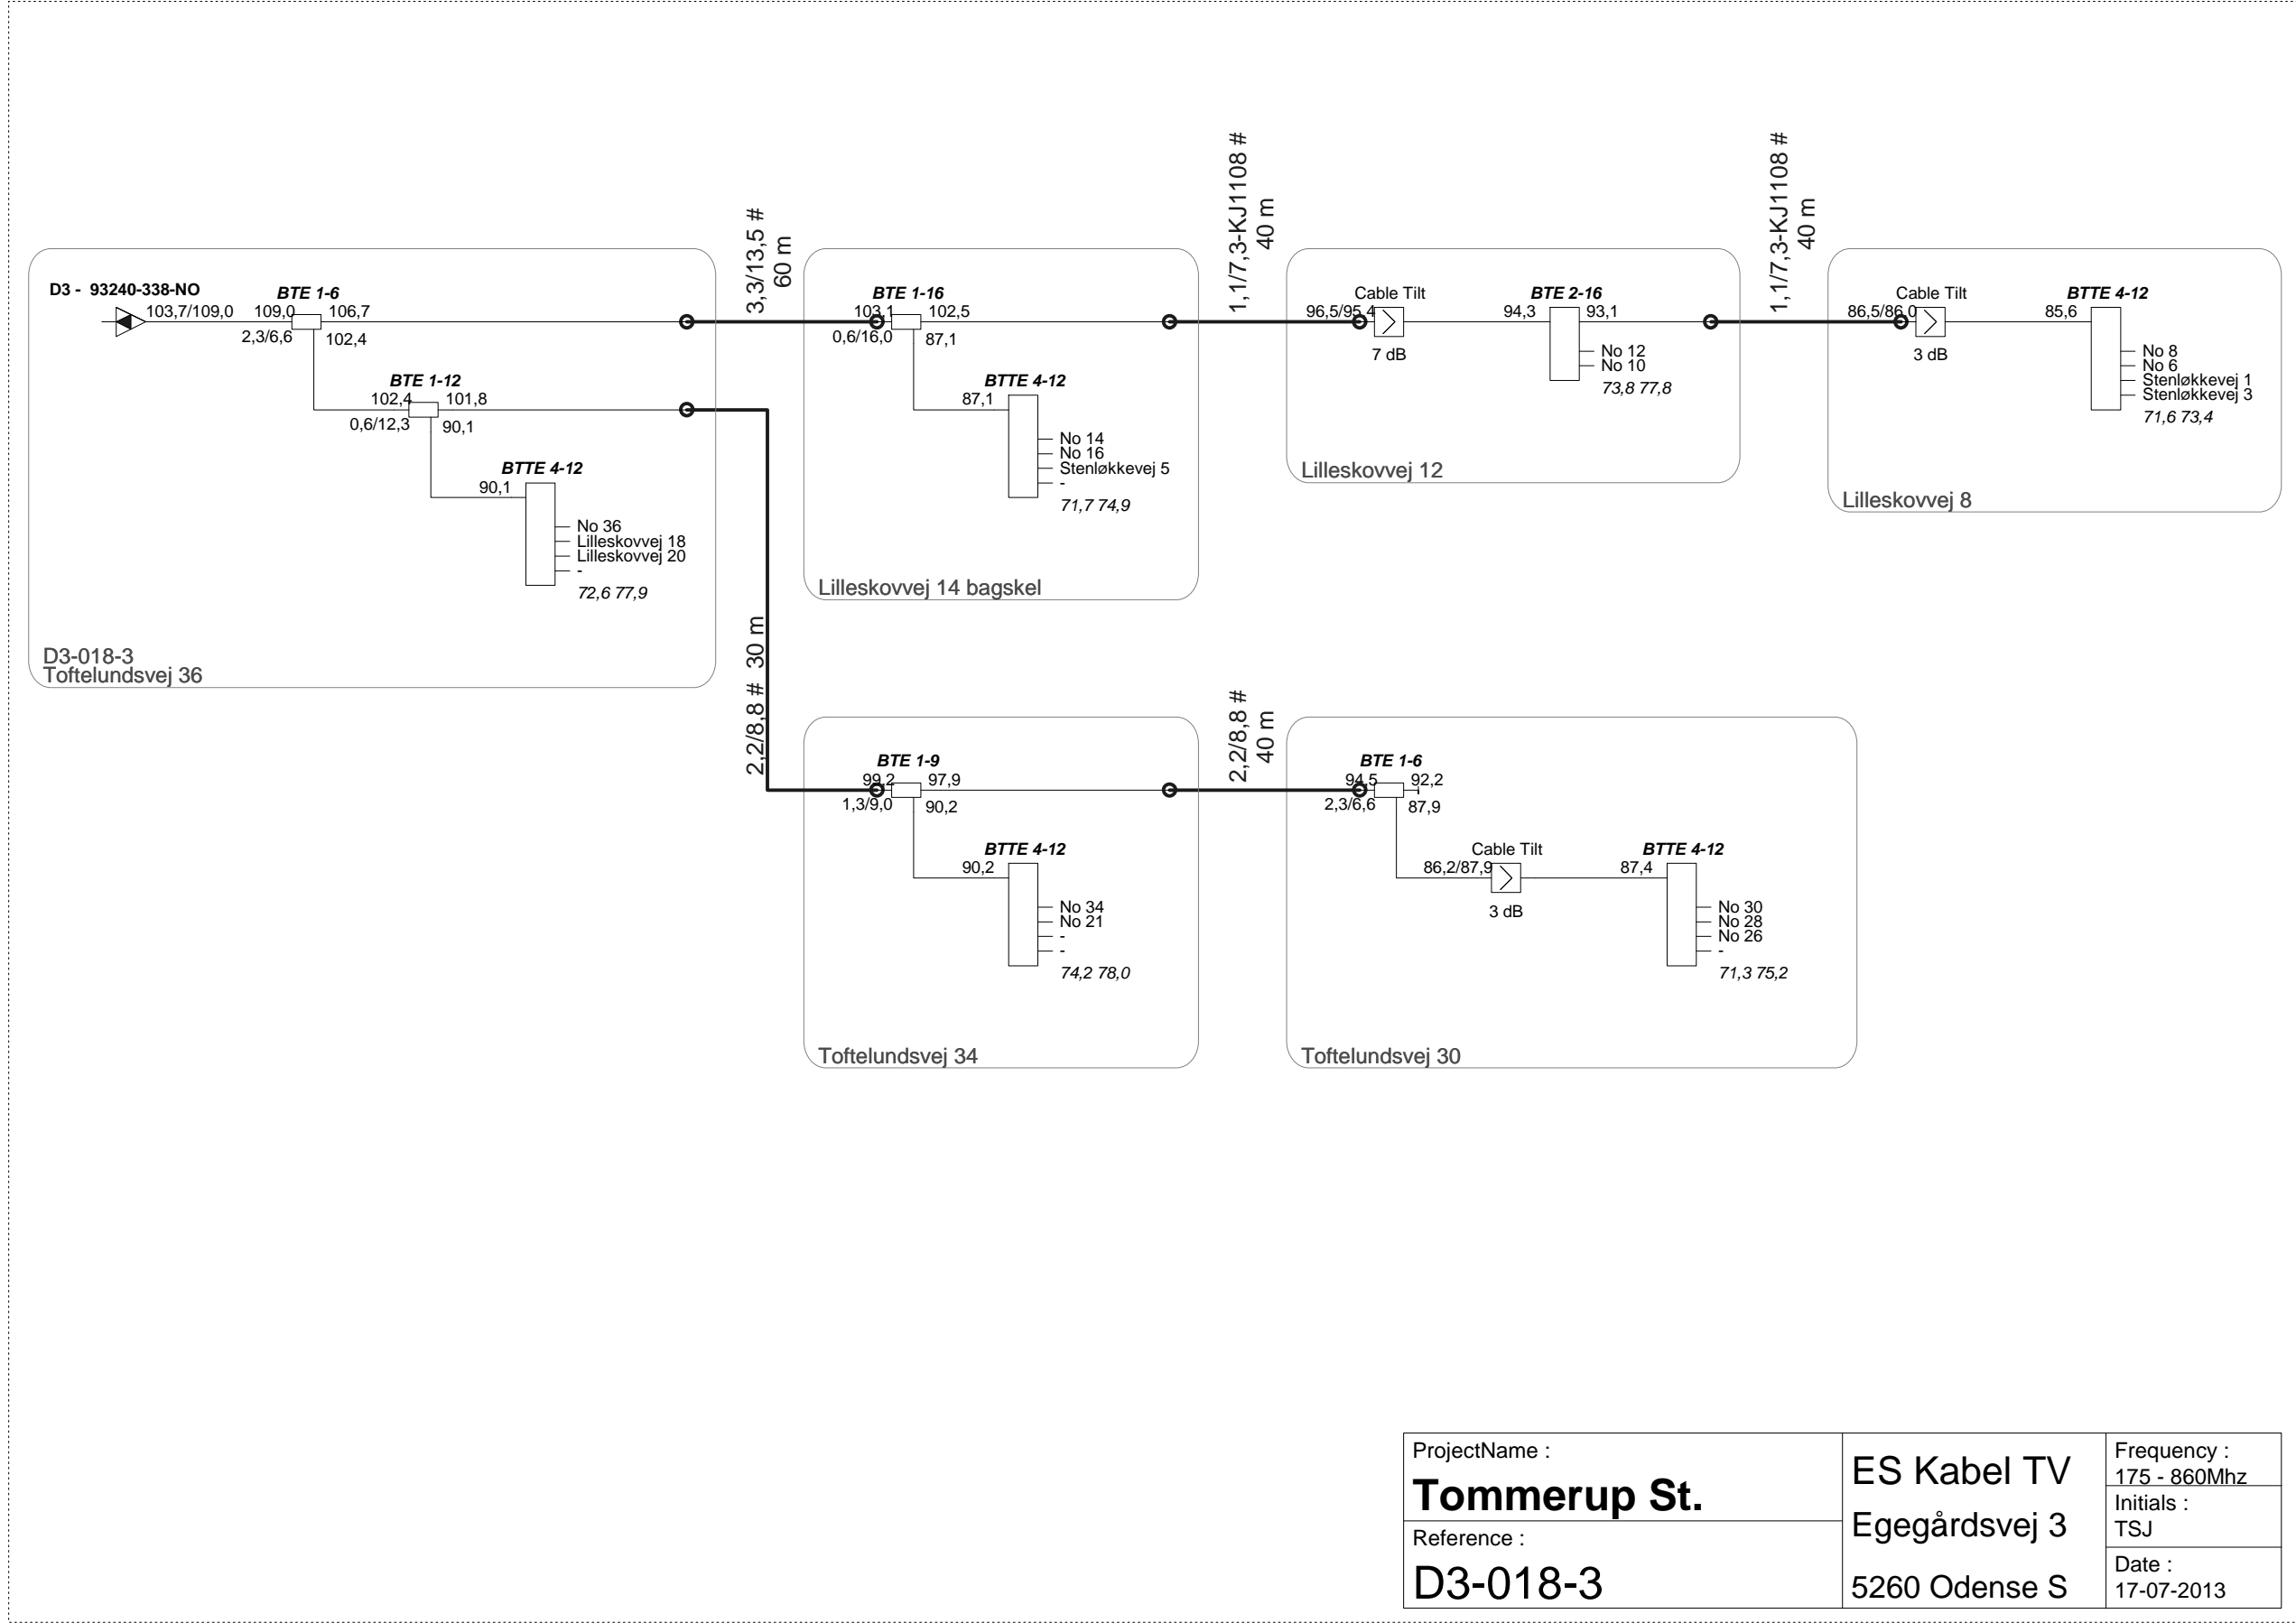 D3 - 93240-338-NO
103,7/109,0
BTE 1-6
109,0
106,7
2,3/6,6
102,4
BTE 1-12
102,4
101,8
0,6/12,3
90,1
BTTE 4-12
90,1
No 36
Lilleskovvej 18
Lilleskovvej 20
-
72,6 77,9
D3-018-3
Toftelundsvej 36
3,3/13,5 #
60 m
BTE 1-16
103,1
102,5
0,6/16,0
87,1
BTTE 4-12
87,1
No 14
No 16
Stenløkkevej 5
-
71,7 74,9
Lilleskovvej 14 bagskel
1,1/7,3-KJ1108 #
40 m
Cable Tilt
96,5/95,4
7 dB
BTE 2-16
94,3
93,1
No 12
No 10
73,8 77,8
Lilleskovvej 12
1,1/7,3-KJ1108 #
40 m
Cable Tilt
86,5/86,0
3 dB
BTTE 4-12
85,6
No 8
No 6
Stenløkkevej 1
Stenløkkevej 3
71,6 73,4
Lilleskovvej 8
2,2/8,8 # 30 m
BTE 1-9
99,2
97,9
1,3/9,0
90,2
BTTE 4-12
90,2
No 34
No 21
-
-
74,2 78,0
Toftelundsvej 34
2,2/8,8 #
40 m
BTE 1-6
94,5
92,2
2,3/6,6
87,9
Cable Tilt
86,2/87,9
3 dB
BTTE 4-12
87,4
No 30
No 28
No 26
-
71,3 75,2
Toftelundsvej 30
ProjectName :
Tommerup St.
Reference :
D3-018-3
ES Kabel TV
Egegårdsvej 3
5260 Odense S
Frequency :
175 - 860Mhz
Initials :
TSJ
Date :
17-07-2013